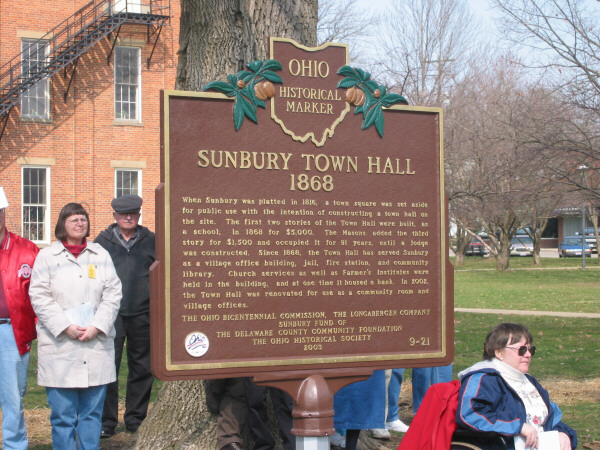 OHIO
HISTORICAL
MARKER
SUNBURY TOWN HALL
1868
When Sunbury was platted in 1816, a town square was set aside
for public use with the intention of constructing a town hall on
the site. The first two stories of the Town Hall were built, as
a school, in 1868 for $5,000. The Masons added the third
story for $1,500 and occupied it for 91 years, until a lodge
was constructed. Since 1868, the Town Hall has served Sunbury
as a village office building, jail, fire station, and community
library. Church services as well as Farmer's Institutes were
held in the building, and at one time it housed a bank. In 2002,
the Town Hall was renovated for use as a community room and
village offices.
THE OHIO BICENTENNIAL COMMISSION, THE LONGABERGER COMPANY
SUNBURY FUND OF
THE DELAWARE COUNTY COMMUNITY FOUNDATION
THE OHIO HISTORICAL SOCIETY
2003
9-21